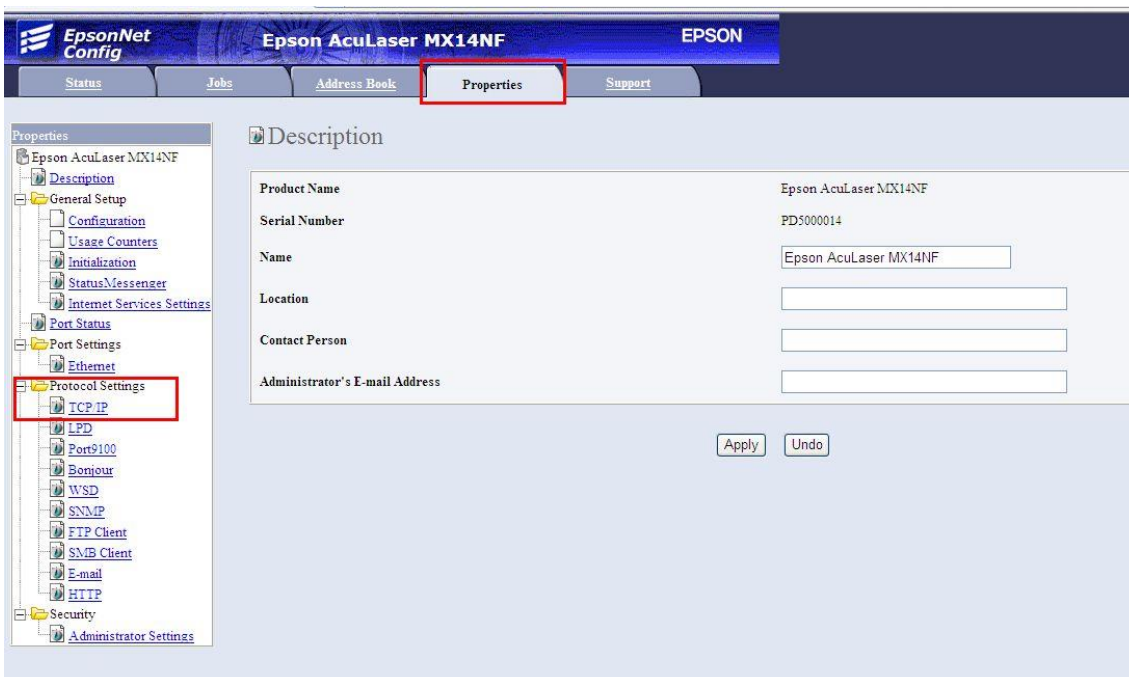 EpsonNet
Config
Epson AcuLaser MX14NF
EPSON
Status
Jobs
Address Book
Properties
Support
Properties
Epson AcuLaser MX14NF
Description
General Setup
Configuration
Usage Counters
Initialization
StatusMessenger
Internet Services Settings
Port Status
Port Settings
Ethernet
Protocol Settings
TCP/IP
LPD
Port9100
Bonjour
WSD
SNMP
FTP Client
SMB Client
E-mail
HTTP
Security
Administrator Settings
Description
Product Name Epson AcuLaser MX14NF
Serial Number PD5000014
Name Epson AcuLaser MX14NF
Location
Contact Person
Administrator's E-mail Address
Apply Undo